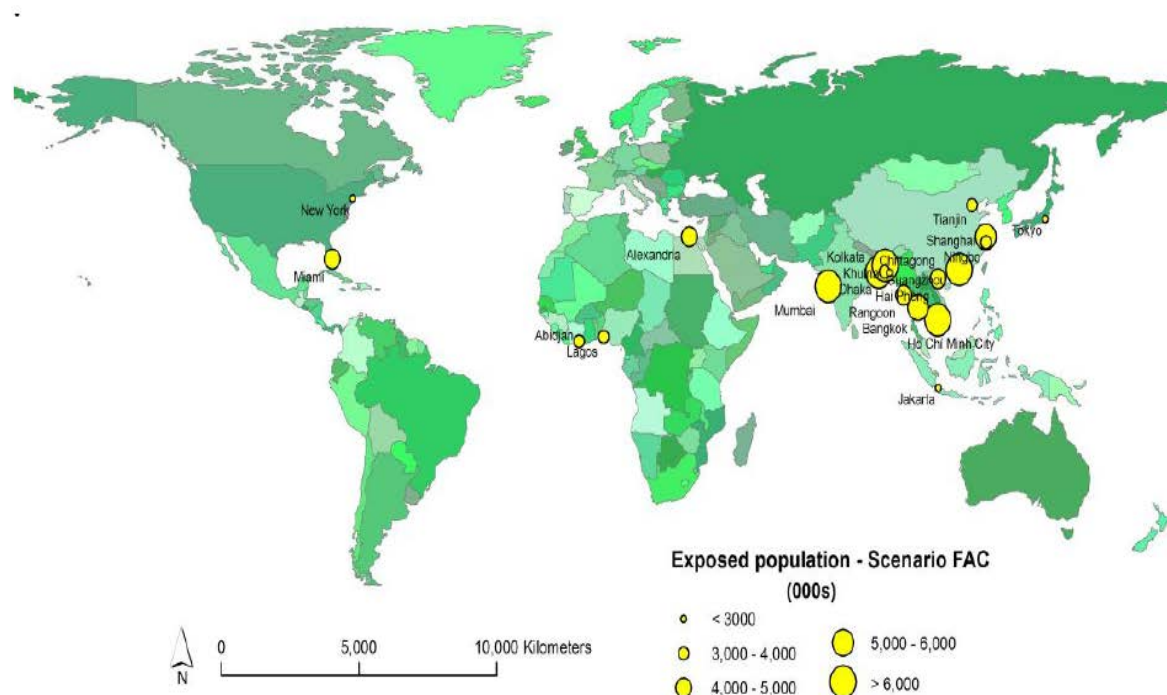 New York
Miami
Alexandria
Abidjan
Lagos
Mumbai
Kolkata
Chittagong
Khulna
Dhaka
Guangzhou
Hai Phong
Rangoon
Bangkok
Ho Chi Minh City
Jakarta
Tianjin
Tokyo
Shanghai
Ningbo
Exposed population - Scenario FAC
(000s)
< 3000
3,000 - 4,000
4,000 - 5,000
5,000 - 6,000
> 6,000
0 5,000 10,000 Kilometers
N